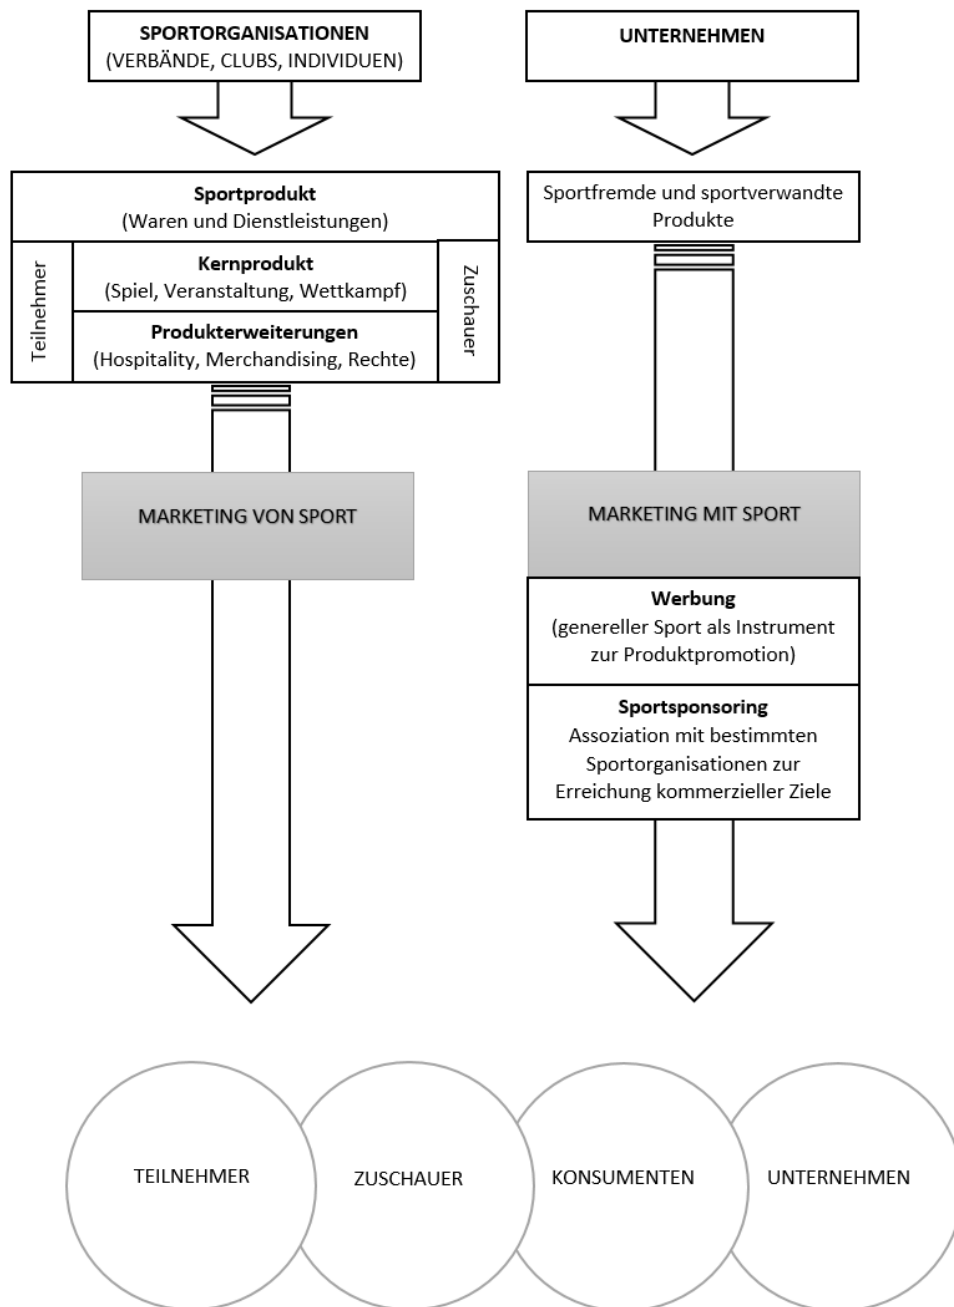 SPORTORGANISATIONEN
(VERBÄNDE, CLUBS, INDIVIDUEN)
UNTERNEHMEN
Sportprodukt
(Waren und Dienstleistungen)
Teilnehmer
Kernprodukt
(Spiel, Veranstaltung, Wettkampf)
Produkterweiterungen
(Hospitality, Merchandising, Rechte)
Zuschauer
Sportfremde und sportverwandte
Produkte
MARKETING VON SPORT
MARKETING MIT SPORT
Werbung
(genereller Sport als Instrument
zur Produktpromotion)
Sportsponsoring
Assoziation mit bestimmten
Sportorganisationen zur
Erreichung kommerzieller Ziele
TEILNEHMER
ZUSCHAUER
KONSUMENTEN
UNTERNEHMEN